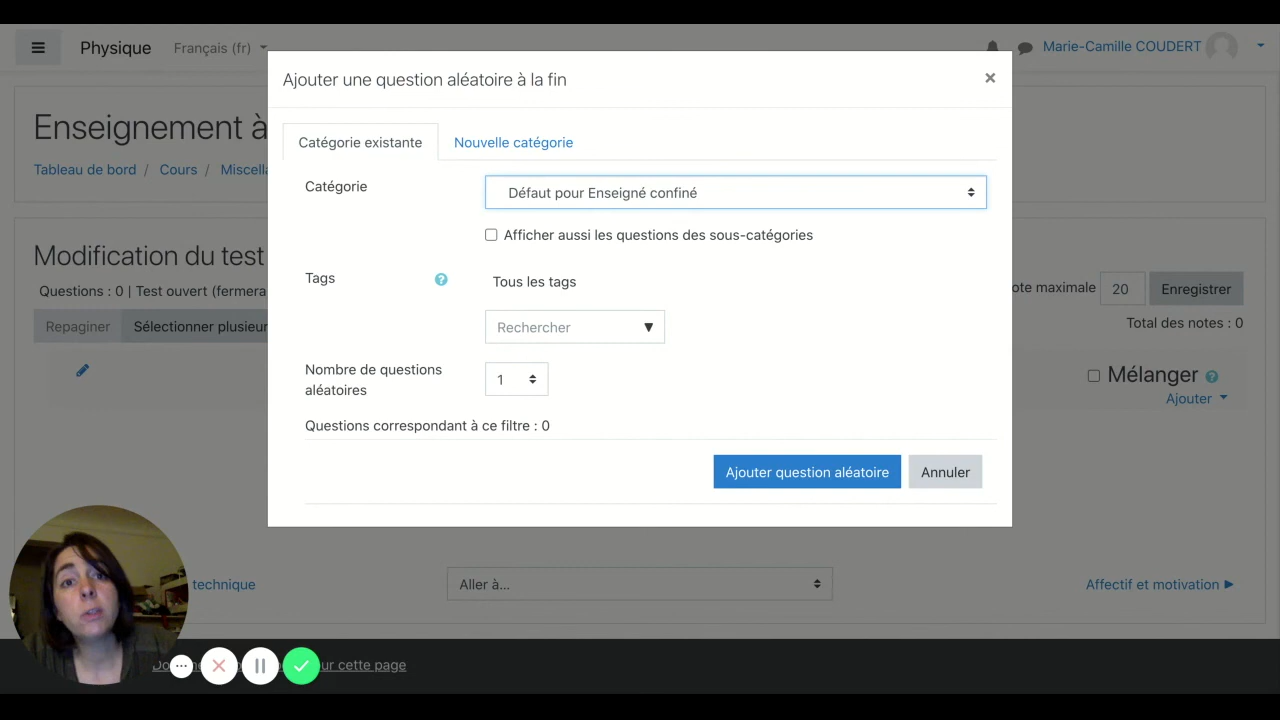 Physique
Français (fr)
Marie-Camille COUDERT
Ajouter une question aléatoire à la fin
×
Enseignement à
Tableau de bord / Cours / Miscella
Catégorie existante
Nouvelle catégorie
Catégorie
Défaut pour Enseigné confiné
Afficher aussi les questions des sous-catégories
Tags
Tous les tags
Rechercher
Nombre de questions
aléatoires
1
Questions correspondant à ce filtre : 0
Ajouter question aléatoire
Annuler
Modification du test
Questions : 0 | Test ouvert (fermera
ote maximale
20
Enregistrer
Repaginer
Sélectionner plusieur
Total des notes : 0
Mélanger
Ajouter
technique
Aller à...
Affectif et motivation
ur cette page